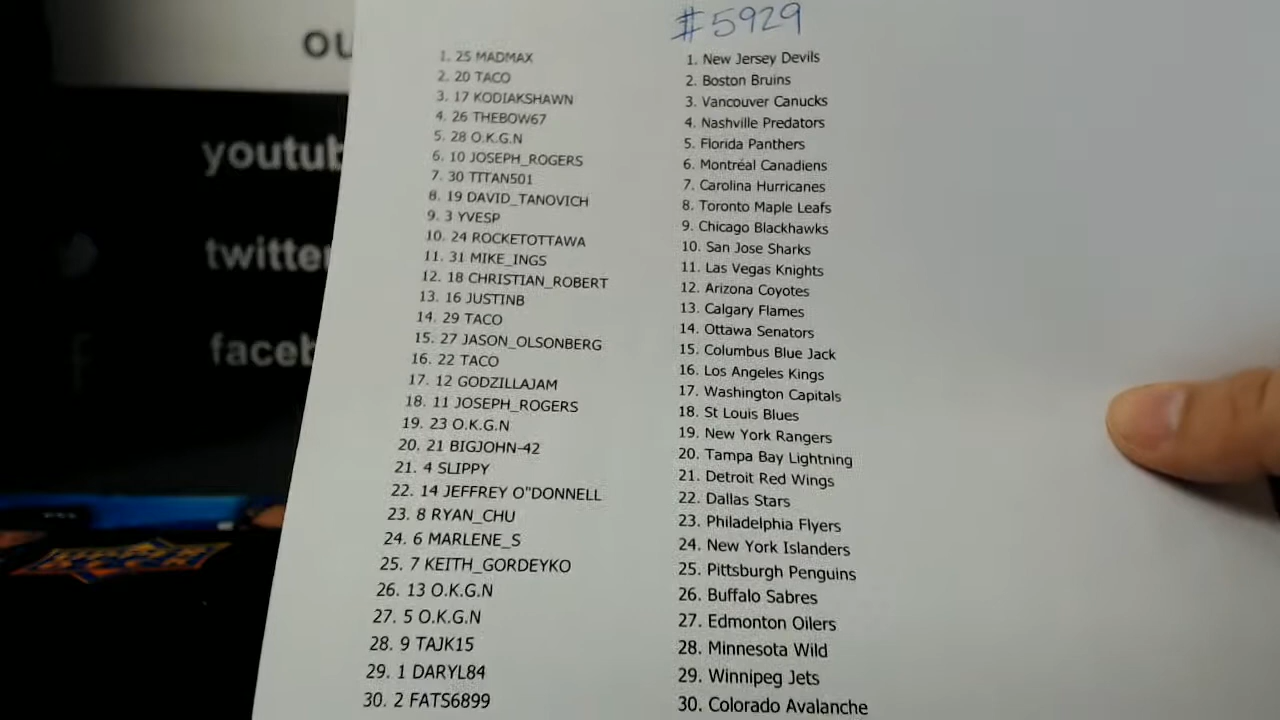 #5929
1. 25 MADMAX
2. 20 TACO
3. 17 KODIAKSHAWN
4. 26 THEBOW67
5. 28 O.K.G.N
6. 10 JOSEPH_ROGERS
7. 30 TITAN501
8. 19 DAVID_TANOVICH
9. 3 YVESP
10. 24 ROCKETOTTAWA
11. 31 MIKE_INGS
12. 18 CHRISTIAN_ROBERT
13. 16 JUSTINB
14. 29 TACO
15. 27 JASON_OLSONBERG
16. 22 TACO
17. 12 GODZILLAJAM
18. 11 JOSEPH_ROGERS
19. 23 O.K.G.N
20. 21 BIGJOHN-42
21. 4 SLIPPY
22. 14 JEFFREY O"DONNELL
23. 8 RYAN_CHU
24. 6 MARLENE_S
25. 7 KEITH_GORDEYKO
26. 13 O.K.G.N
27. 5 O.K.G.N
28. 9 TAJK15
29. 1 DARYL84
30. 2 FATS6899
1. New Jersey Devils
2. Boston Bruins
3. Vancouver Canucks
4. Nashville Predators
5. Florida Panthers
6. Montréal Canadiens
7. Carolina Hurricanes
8. Toronto Maple Leafs
9. Chicago Blackhawks
10. San Jose Sharks
11. Las Vegas Knights
12. Arizona Coyotes
13. Calgary Flames
14. Ottawa Senators
15. Columbus Blue Jack
16. Los Angeles Kings
17. Washington Capitals
18. St Louis Blues
19. New York Rangers
20. Tampa Bay Lightning
21. Detroit Red Wings
22. Dallas Stars
23. Philadelphia Flyers
24. New York Islanders
25. Pittsburgh Penguins
26. Buffalo Sabres
27. Edmonton Oilers
28. Minnesota Wild
29. Winnipeg Jets
30. Colorado Avalanche
ou
youtub
twitter
faceb
UPPER DECK